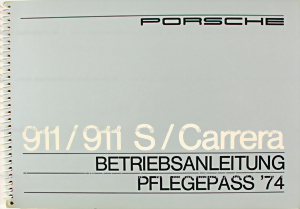 PORSCHE
911/911 S/Carrera
BETRIEBSANLEITUNG
PFLEGEPASS '74